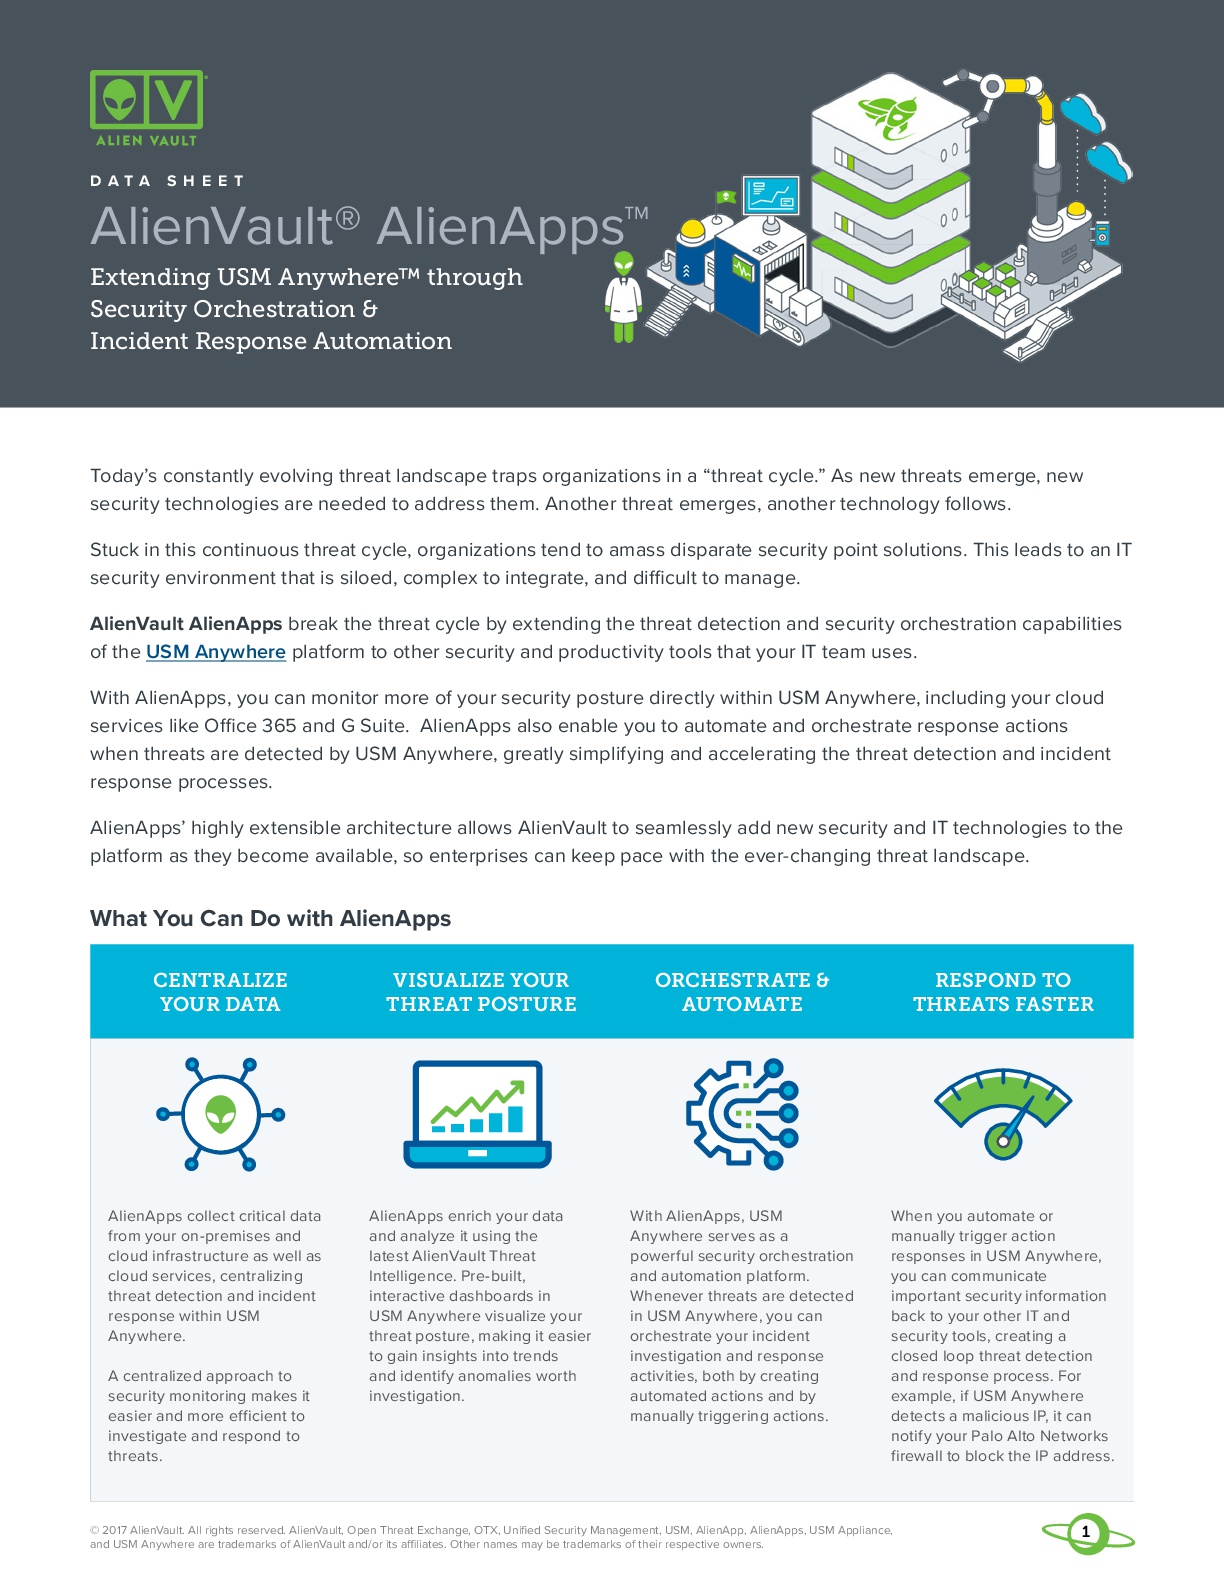 ALIEN VAULT
DATA SHEET
AlienVault® AlienApps™
Extending USM Anywhere™ through
Security Orchestration &
Incident Response Automation
Today’s constantly evolving threat landscape traps organizations in a “threat cycle.” As new threats emerge, new
security technologies are needed to address them. Another threat emerges, another technology follows.
Stuck in this continuous threat cycle, organizations tend to amass disparate security point solutions. This leads to an IT
security environment that is siloed, complex to integrate, and difficult to manage.
AlienVault AlienApps break the threat cycle by extending the threat detection and security orchestration capabilities
of the USM Anywhere platform to other security and productivity tools that your IT team uses.
With AlienApps, you can monitor more of your security posture directly within USM Anywhere, including your cloud
services like Office 365 and G Suite.  AlienApps also enable you to automate and orchestrate response actions
when threats are detected by USM Anywhere, greatly simplifying and accelerating the threat detection and incident
response processes.
AlienApps’ highly extensible architecture allows AlienVault to seamlessly add new security and IT technologies to the
platform as they become available, so enterprises can keep pace with the ever-changing threat landscape.
What You Can Do with AlienApps
CENTRALIZE
YOUR DATA
AlienApps collect critical data
from your on-premises and
cloud infrastructure as well as
cloud services, centralizing
threat detection and incident
response within USM
Anywhere.
A centralized approach to
security monitoring makes it
easier and more efficient to
investigate and respond to
threats.
VISUALIZE YOUR
THREAT POSTURE
AlienApps enrich your data
and analyze it using the
latest AlienVault Threat
Intelligence. Pre-built,
interactive dashboards in
USM Anywhere visualize your
threat posture, making it easier
to gain insights into trends
and identify anomalies worth
investigation.
ORCHESTRATE &
AUTOMATE
With AlienApps, USM
Anywhere serves as a
powerful security orchestration
and automation platform.
Whenever threats are detected
in USM Anywhere, you can
orchestrate your incident
investigation and response
activities, both by creating
automated actions and by
manually triggering actions.
RESPOND TO
THREATS FASTER
When you automate or
manually trigger action
responses in USM Anywhere,
you can communicate
important security information
back to your other IT and
security tools, creating a
closed loop threat detection
and response process. For
example, if USM Anywhere
detects a malicious IP, it can
notify your Palo Alto Networks
firewall to block the IP address.
© 2017 AlienVault. All rights reserved. AlienVault, Open Threat Exchange, OTX, Unified Security Management, USM, AlienApp, AlienApps, USM Appliance,
and USM Anywhere are trademarks of AlienVault and/or its affiliates. Other names may be trademarks of their respective owners.
1